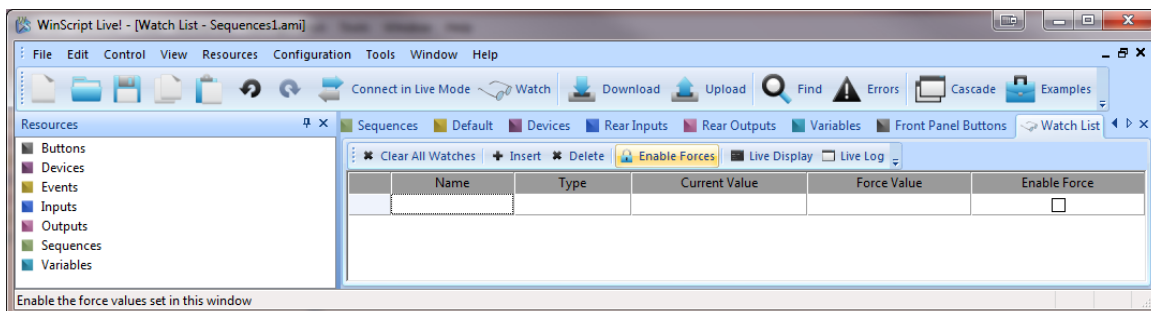 WinScript Live! - [Watch List - Sequences1.ami]
File Edit Control View Resources Configuration Tools Window Help
Connect in Live Mode Watch Download Upload Find Errors Cascade Examples
Resources
Sequences Default Devices Rear Inputs Rear Outputs Variables Front Panel Buttons Watch List
Buttons
Devices
Events
Inputs
Outputs
Sequences
Variables
Clear All Watches Insert Delete Enable Forces Live Display Live Log
Name Type Current Value Force Value Enable Force
Enable the force values set in this window